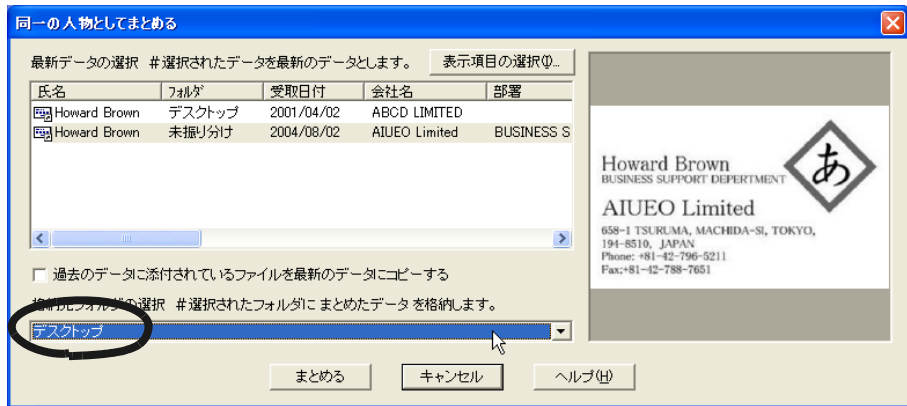 同一の人物としてまとめる
最新データの選択 #選択されたデータを最新のデータとします。 表示項目の選択(I)...
氏名 フォルダ 受取日付 会社名 部署
Howard Brown デスクトップ 2001/04/02 ABCD LIMITED
Howard Brown 未振り分け 2004/08/02 AIUEO Limited BUSINESS S
□ 過去のデータに添付されているファイルを最新のデータにコピーする
格納先フォルダの選択 #選択されたフォルダに まとめたデータ を格納します。
デスクトップ
まとめる キャンセル ヘルプ(H)
あ
Howard Brown
BUSINESS SUPPORT DEPERTMENT
AIUEO Limited
658-1 TSURUMA, MACHIDA-SI, TOKYO,
194-8510, JAPAN
Phone: +81-42-796-5211
Fax:+81-42-788-7651